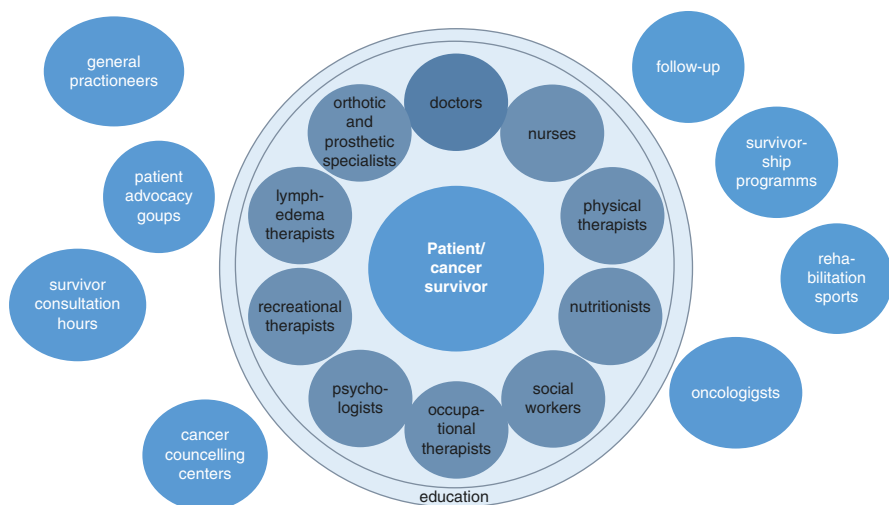 general
practioneers
patient
advocacy
goups
survivor
consultation
hours
cancer
councelling
centers
orthotic
and
prosthetic
specialists
doctors
nurses
lymph-
edema
therapists
physical
therapists
Patient/
cancer
survivor
recreational
therapists
nutritionists
psycho-
logists
occupa-
tional
therapists
social
workers
education
follow-up
survivor-
ship
programms
reha-
bilitation
sports
oncologigsts